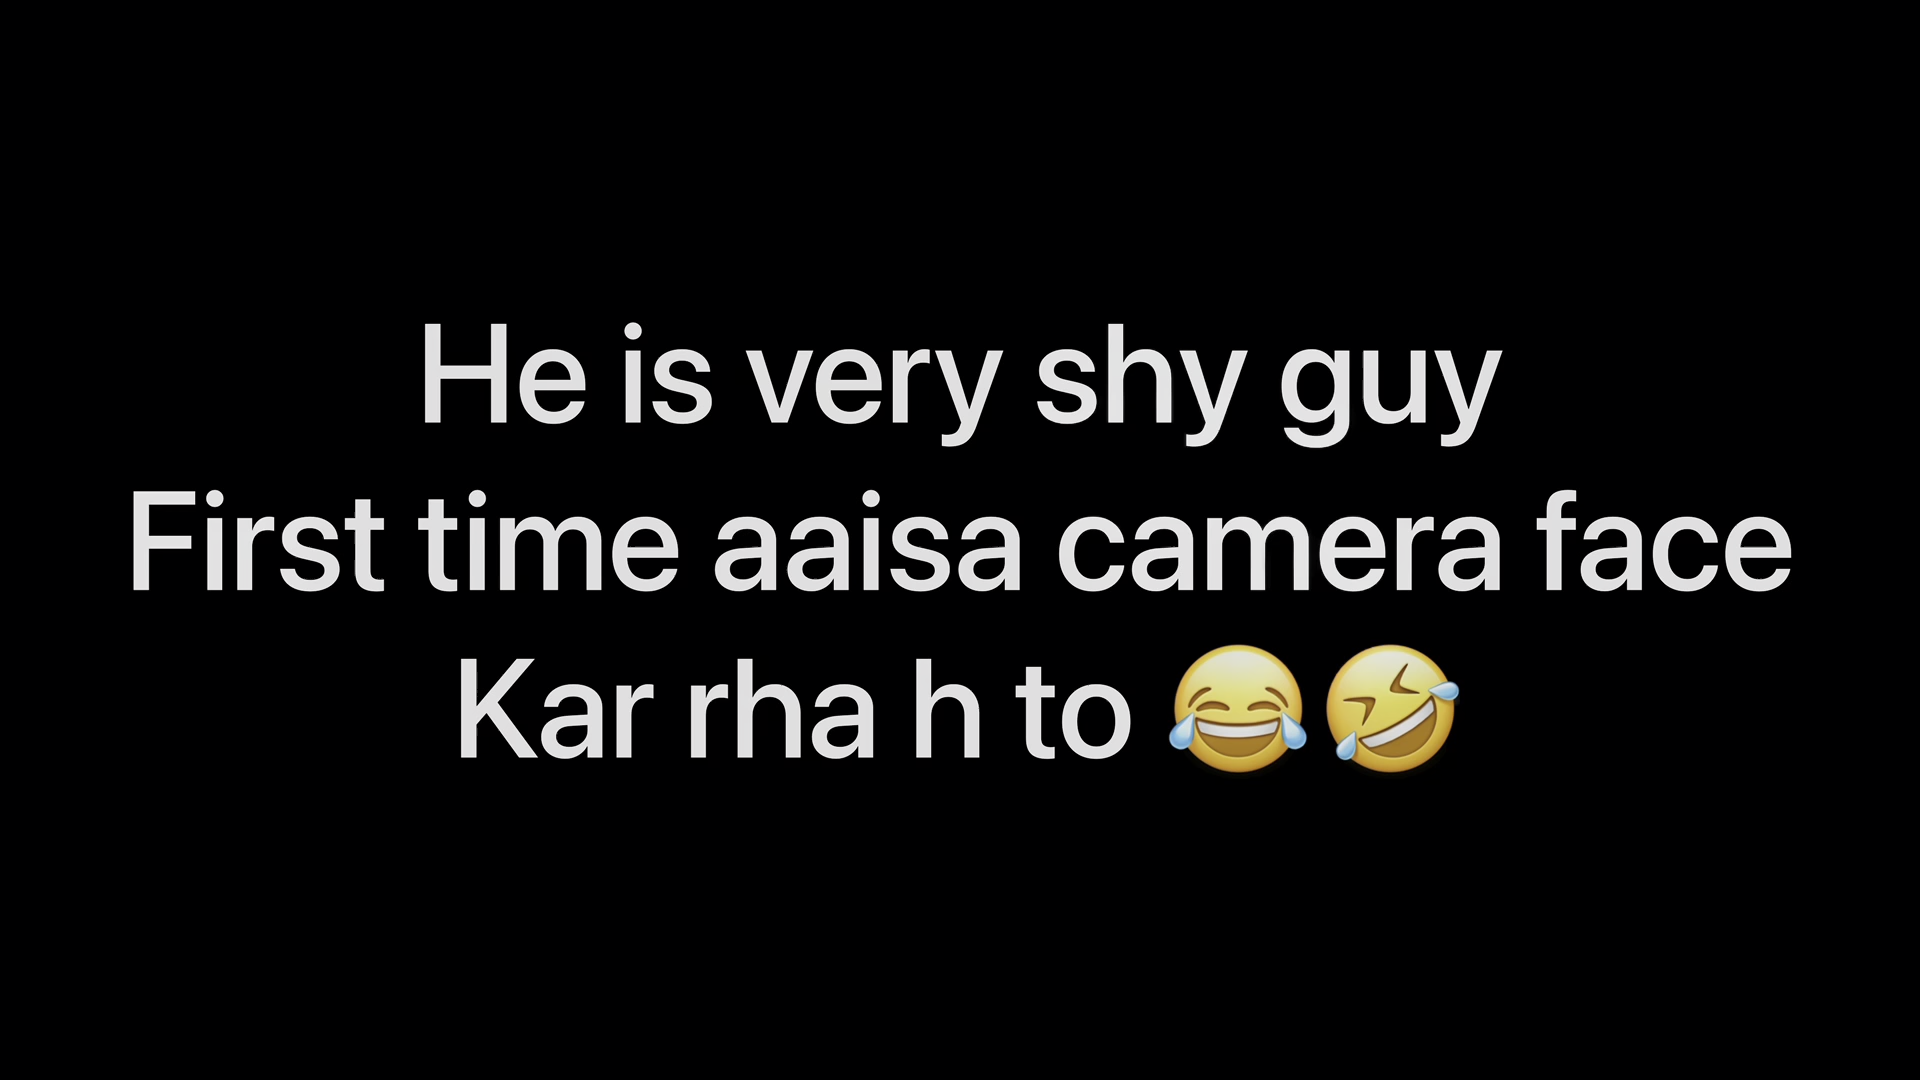 He is very shy guy
First time aaisa camera face
Kar rha h to 😂🤣